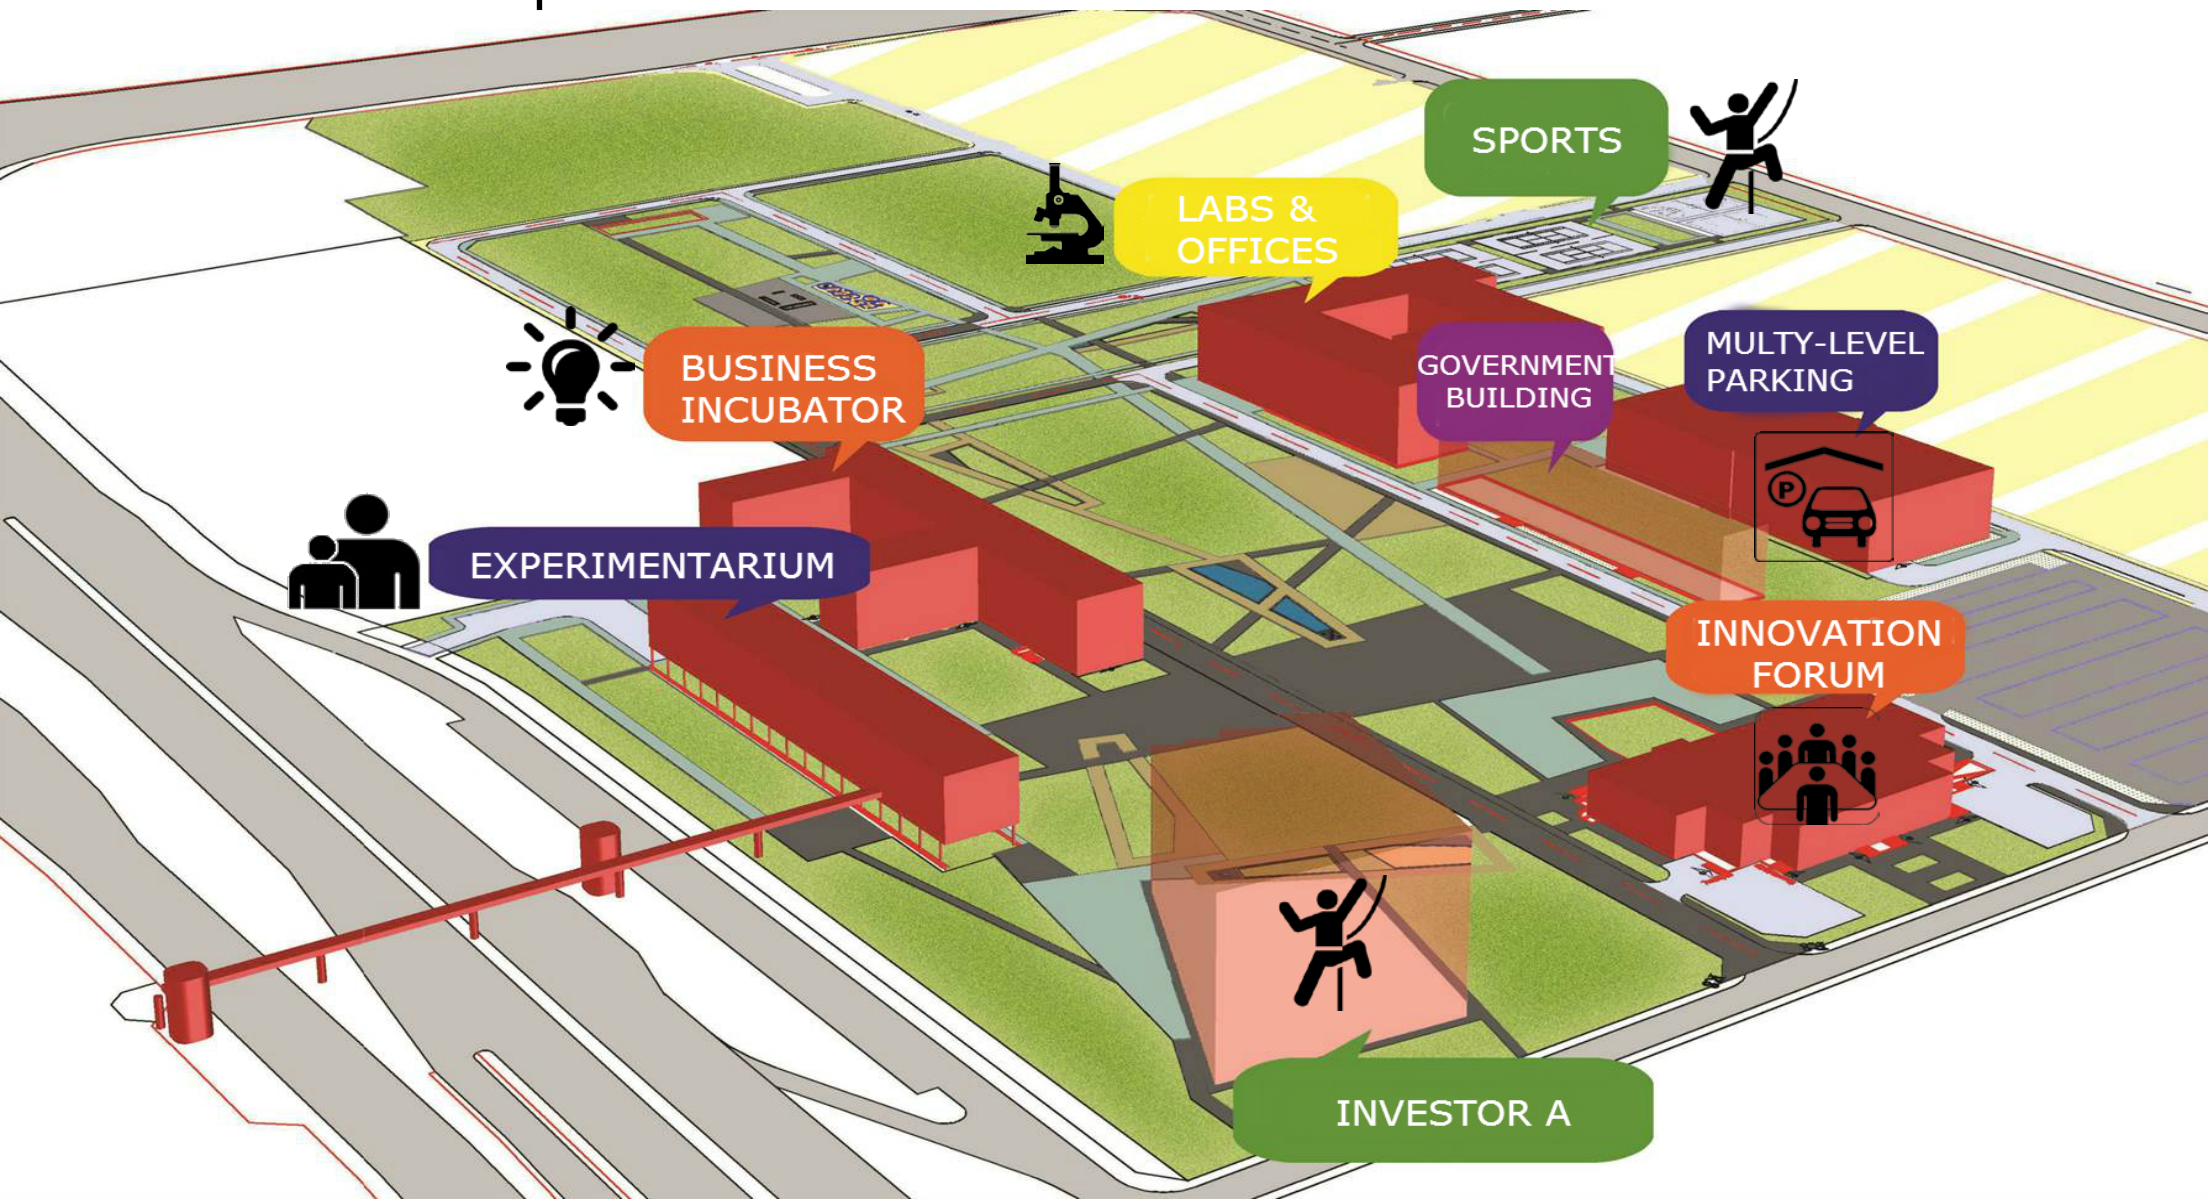 SPORTS
LABS &
OFFICES
GOVERNMENT
BUILDING
MULTY-LEVEL
PARKING
BUSINESS
INCUBATOR
P
EXPERIMENTARIUM
INNOVATION
FORUM
INVESTOR A